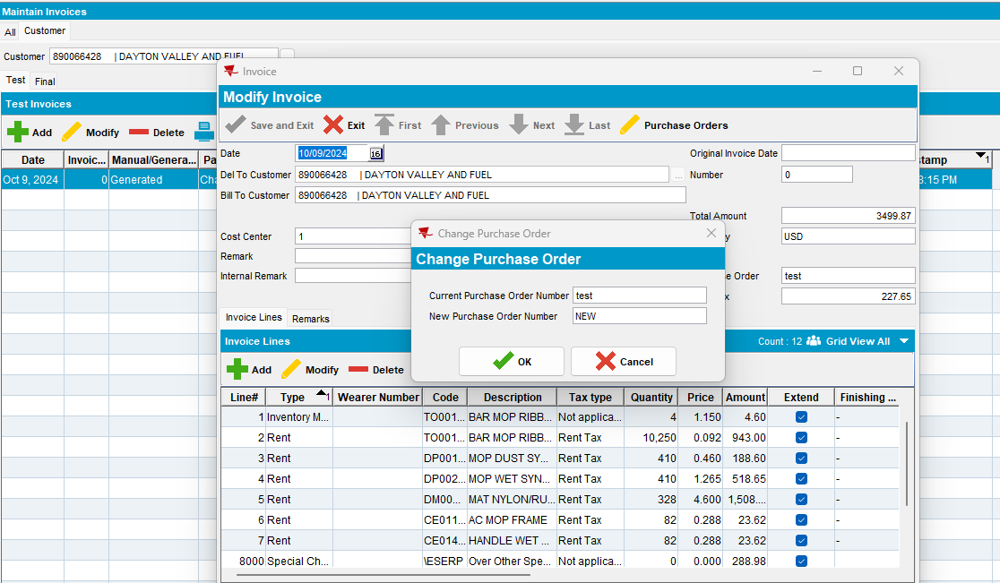 Maintain Invoices
All Customer
Customer 890066428 | DAYTON VALLEY AND FUEL
Test Final
Test Invoices
Add Modify Delete
Date Invoic... Manual/Genera... Pa stamp 1
Oct 9, 2024 0 Generated Cha 3:15 PM
Invoice
Modify Invoice
Save and Exit Exit First Previous Next Last Purchase Orders
Date 10/09/2024 16 Original Invoice Date
Del To Customer 890066428 | DAYTON VALLEY AND FUEL ... Number 0
Bill To Customer 890066428 | DAYTON VALLEY AND FUEL
Total Amount 3499.87
Cost Center 1 y USD
Remark
Internal Remark e Order test
x 227.65
Change Purchase Order
Change Purchase Order
Current Purchase Order Number test
New Purchase Order Number NEW
OK Cancel
Invoice Lines Remarks
Invoice Lines Count : 12 Grid View All
Add Modify Delete
Line# Type 1 Wearer Number Code Description Tax type Quantity Price Amount Extend Finishing ...
1 Inventory M... TO001... BAR MOP RIBB... Not applica... 4 1.150 4.60 -
2 Rent TO001... BAR MOP RIBB... Rent Tax 10,250 0.092 943.00 -
3 Rent DP001... MOP DUST SY... Rent Tax 410 0.460 188.60 -
4 Rent DP002... MOP WET SYN... Rent Tax 410 1.265 518.65 -
5 Rent DM00... MAT NYLON/RU... Rent Tax 328 4.600 1,508.... -
6 Rent CE011... AC MOP FRAME Rent Tax 82 0.288 23.62 -
7 Rent CE014... HANDLE WET ... Rent Tax 82 0.288 23.62 -
8000 Special Ch... \ESERP Over Other Spe... Not applica... 0 0.000 288.98